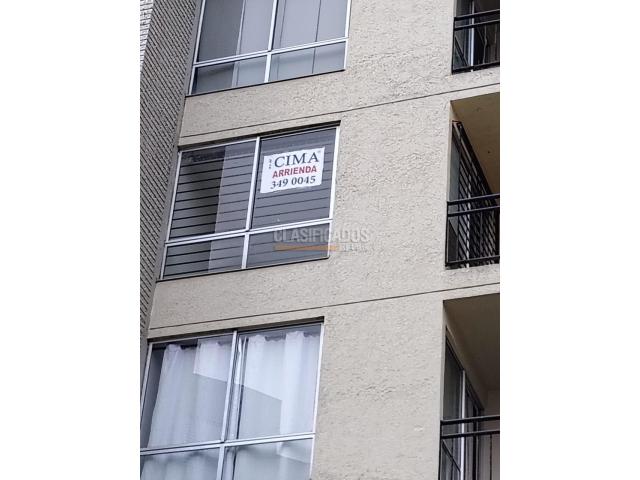 CIMA
ARRIENDA
349 0045
CLASIFICADOS